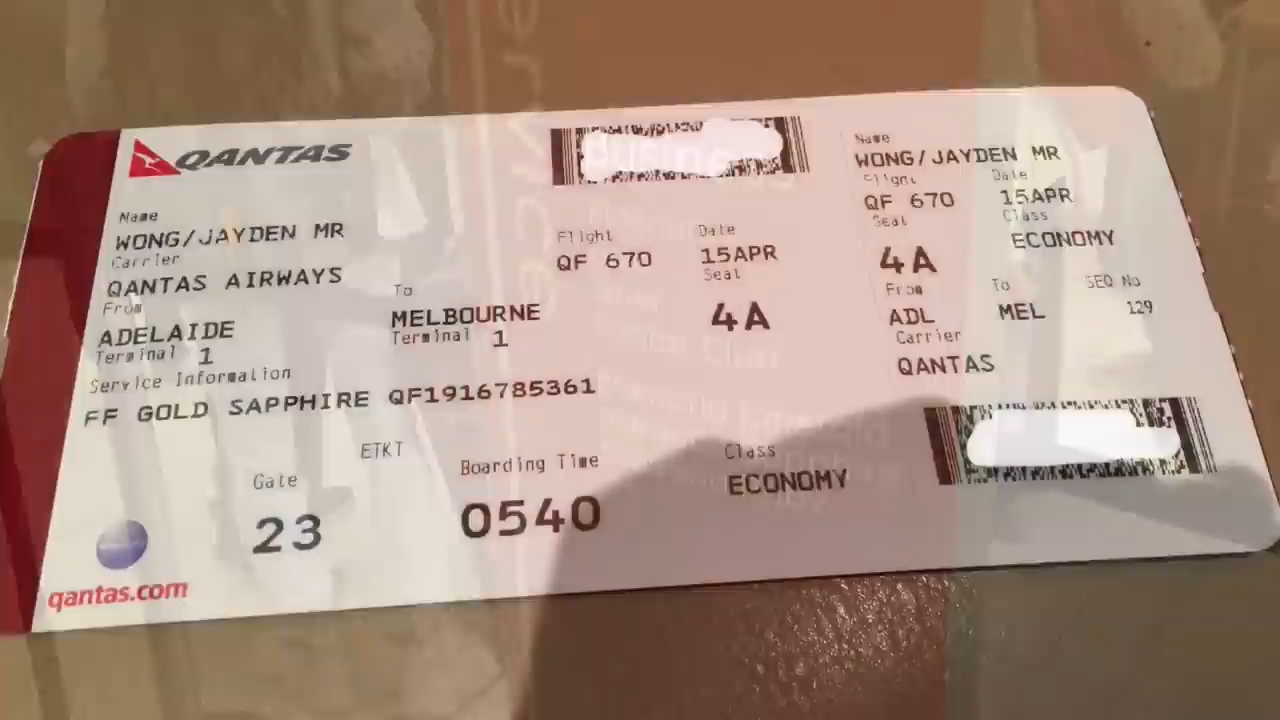 QANTAS
Name
WONG/JAYDEN MR
Carrier
QANTAS AIRWAYS
From
ADELAIDE
Terminal 1
To
MELBOURNE
Terminal 1
Flight
QF 670
Date
15APR
Seat
4A
Service Information
FF GOLD SAPPHIRE QF1916785361
ETKT
Gate
23
Boarding Time
0540
Class
ECONOMY
qantas.com
Name
WONG/JAYDEN MR
Flight Date
QF 670 15APR
Seat Class
4A ECONOMY
From To SEQ No
ADL MEL 129
Carrier
QANTAS